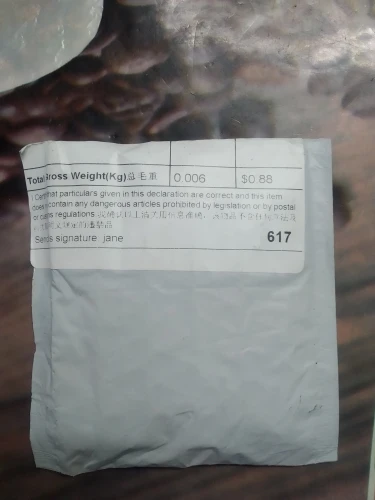 Total Gross Weight(Kg)总毛重 0.006 $0.88
I Certify that particulars given in this declaration are correct and this item
does not contain any dangerous articles prohibited by legislation or by postal
or customs regulations
Senders signature jane 617